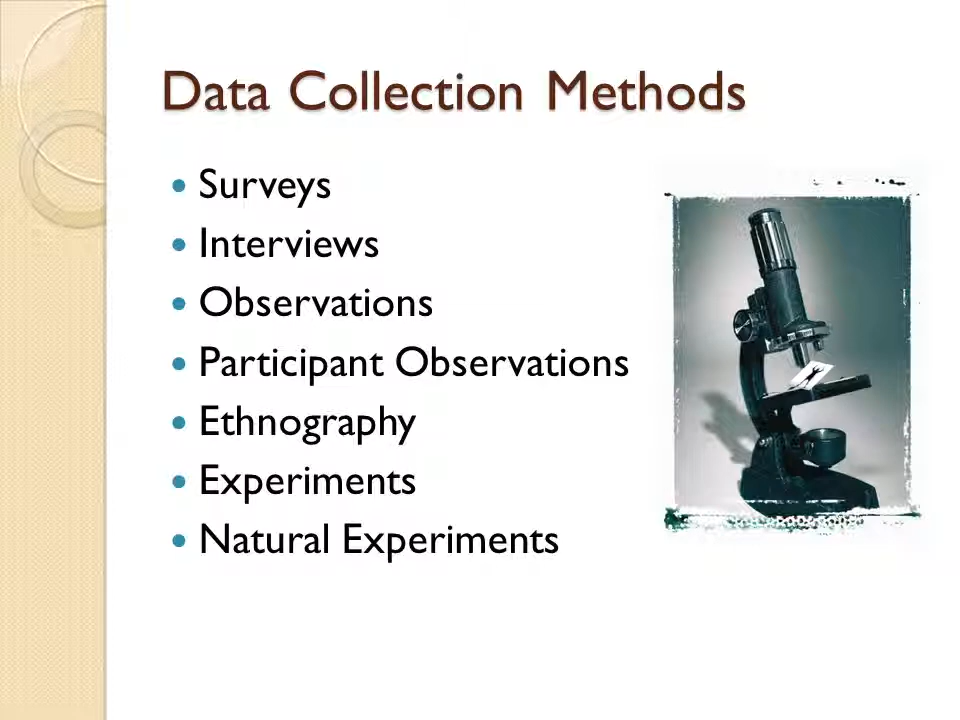 Data Collection Methods
Surveys
Interviews
Observations
Participant Observations
Ethnography
Experiments
Natural Experiments